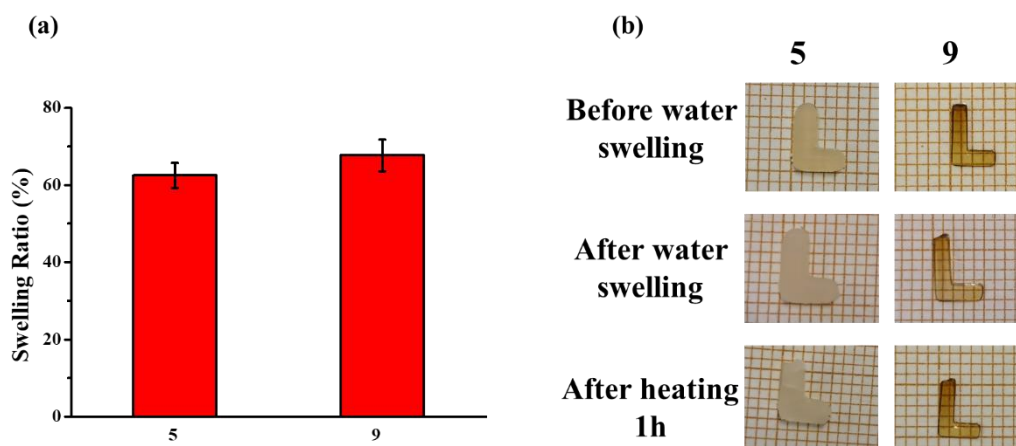 (a)
80
60
40
20
0
Swelling Ratio (%)
5
9
(b)
5
9
Before water
swelling
After water
swelling
After heating
1h